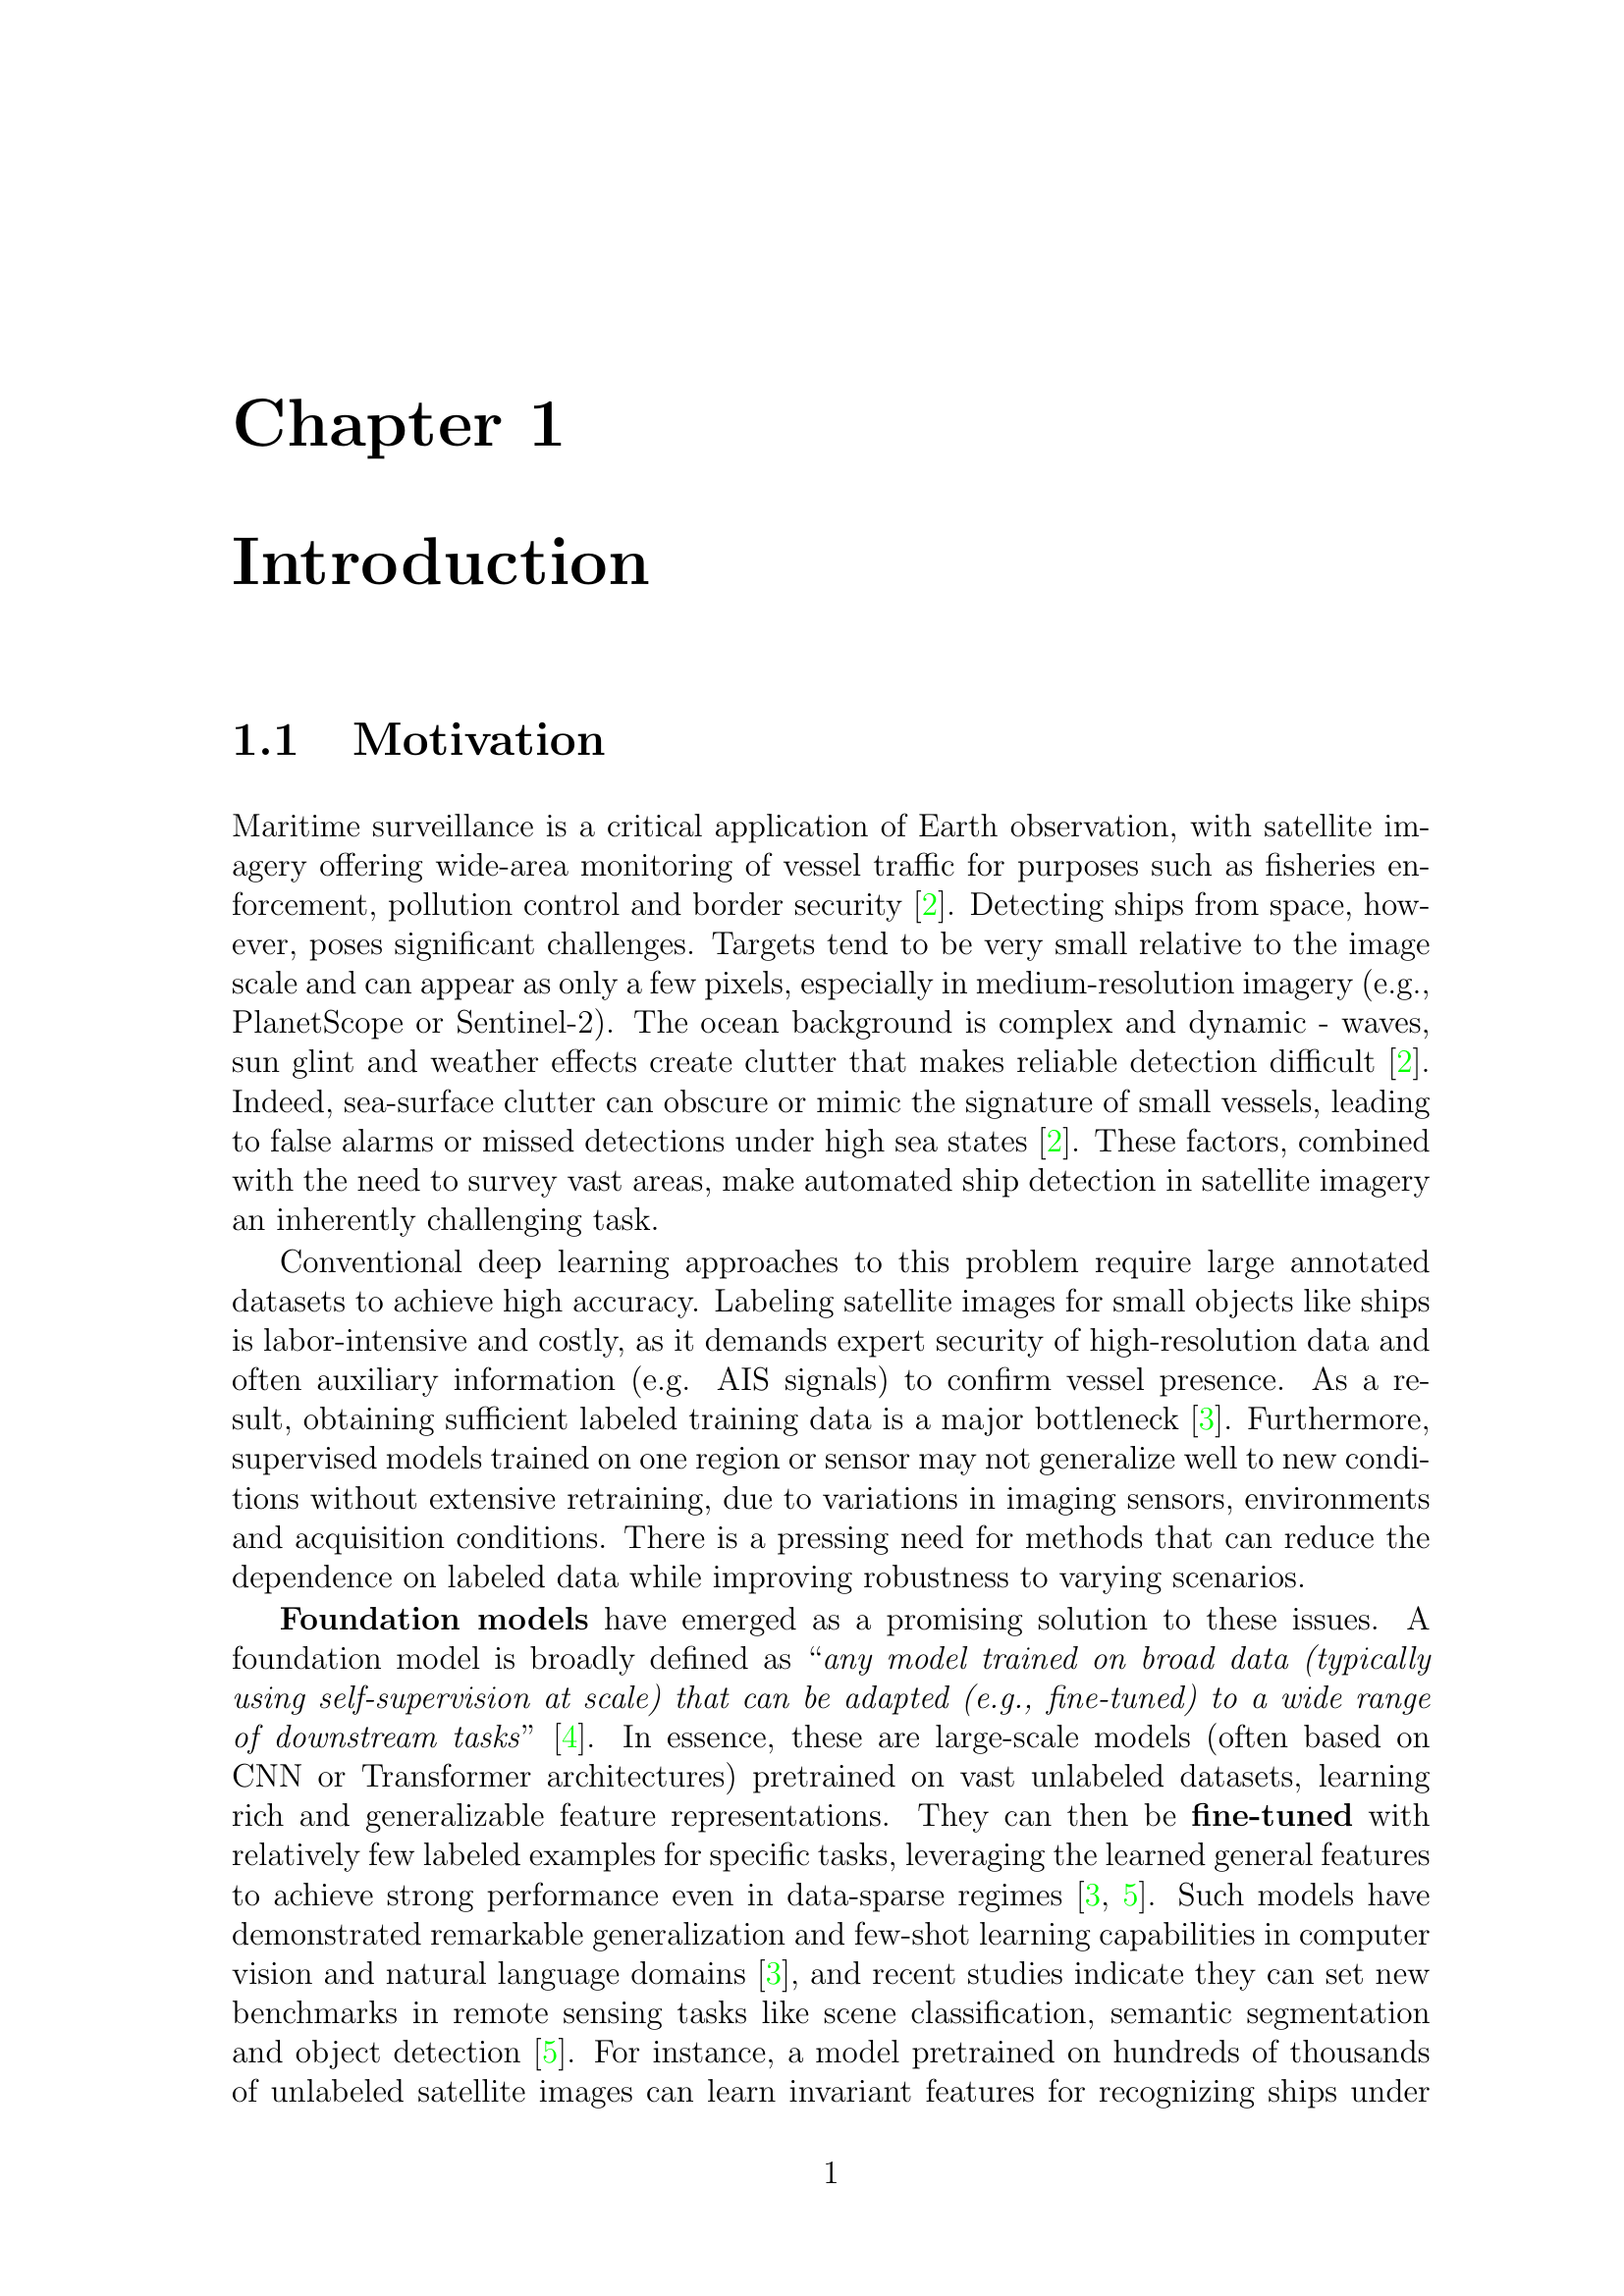 Chapter 1
Introduction
1.1 Motivation
Maritime surveillance is a critical application of Earth observation, with satellite im-
agery offering wide-area monitoring of vessel traffic for purposes such as fisheries en-
forcement, pollution control and border security [2]. Detecting ships from space, how-
ever, poses significant challenges. Targets tend to be very small relative to the image
scale and can appear as only a few pixels, especially in medium-resolution imagery (e.g.,
PlanetScope or Sentinel-2). The ocean background is complex and dynamic - waves,
sun glint and weather effects create clutter that makes reliable detection difficult [2].
Indeed, sea-surface clutter can obscure or mimic the signature of small vessels, leading
to false alarms or missed detections under high sea states [2]. These factors, combined
with the need to survey vast areas, make automated ship detection in satellite imagery
an inherently challenging task.
Conventional deep learning approaches to this problem require large annotated
datasets to achieve high accuracy. Labeling satellite images for small objects like ships
is labor-intensive and costly, as it demands expert security of high-resolution data and
often auxiliary information (e.g. AIS signals) to confirm vessel presence. As a re-
sult, obtaining sufficient labeled training data is a major bottleneck [3]. Furthermore,
supervised models trained on one region or sensor may not generalize well to new condi-
tions without extensive retraining, due to variations in imaging sensors, environments
and acquisition conditions. There is a pressing need for methods that can reduce the
dependence on labeled data while improving robustness to varying scenarios.
Foundation models have emerged as a promising solution to these issues. A
foundation model is broadly defined as “any model trained on broad data (typically
using self-supervision at scale) that can be adapted (e.g., fine-tuned) to a wide range
of downstream tasks” [4]. In essence, these are large-scale models (often based on
CNN or Transformer architectures) pretrained on vast unlabeled datasets, learning
rich and generalizable feature representations. They can then be fine-tuned with
relatively few labeled examples for specific tasks, leveraging the learned general features
to achieve strong performance even in data-sparse regimes [3, 5]. Such models have
demonstrated remarkable generalization and few-shot learning capabilities in computer
vision and natural language domains [3], and recent studies indicate they can set new
benchmarks in remote sensing tasks like scene classification, semantic segmentation
and object detection [5]. For instance, a model pretrained on hundreds of thousands
of unlabeled satellite images can learn invariant features for recognizing ships under
1